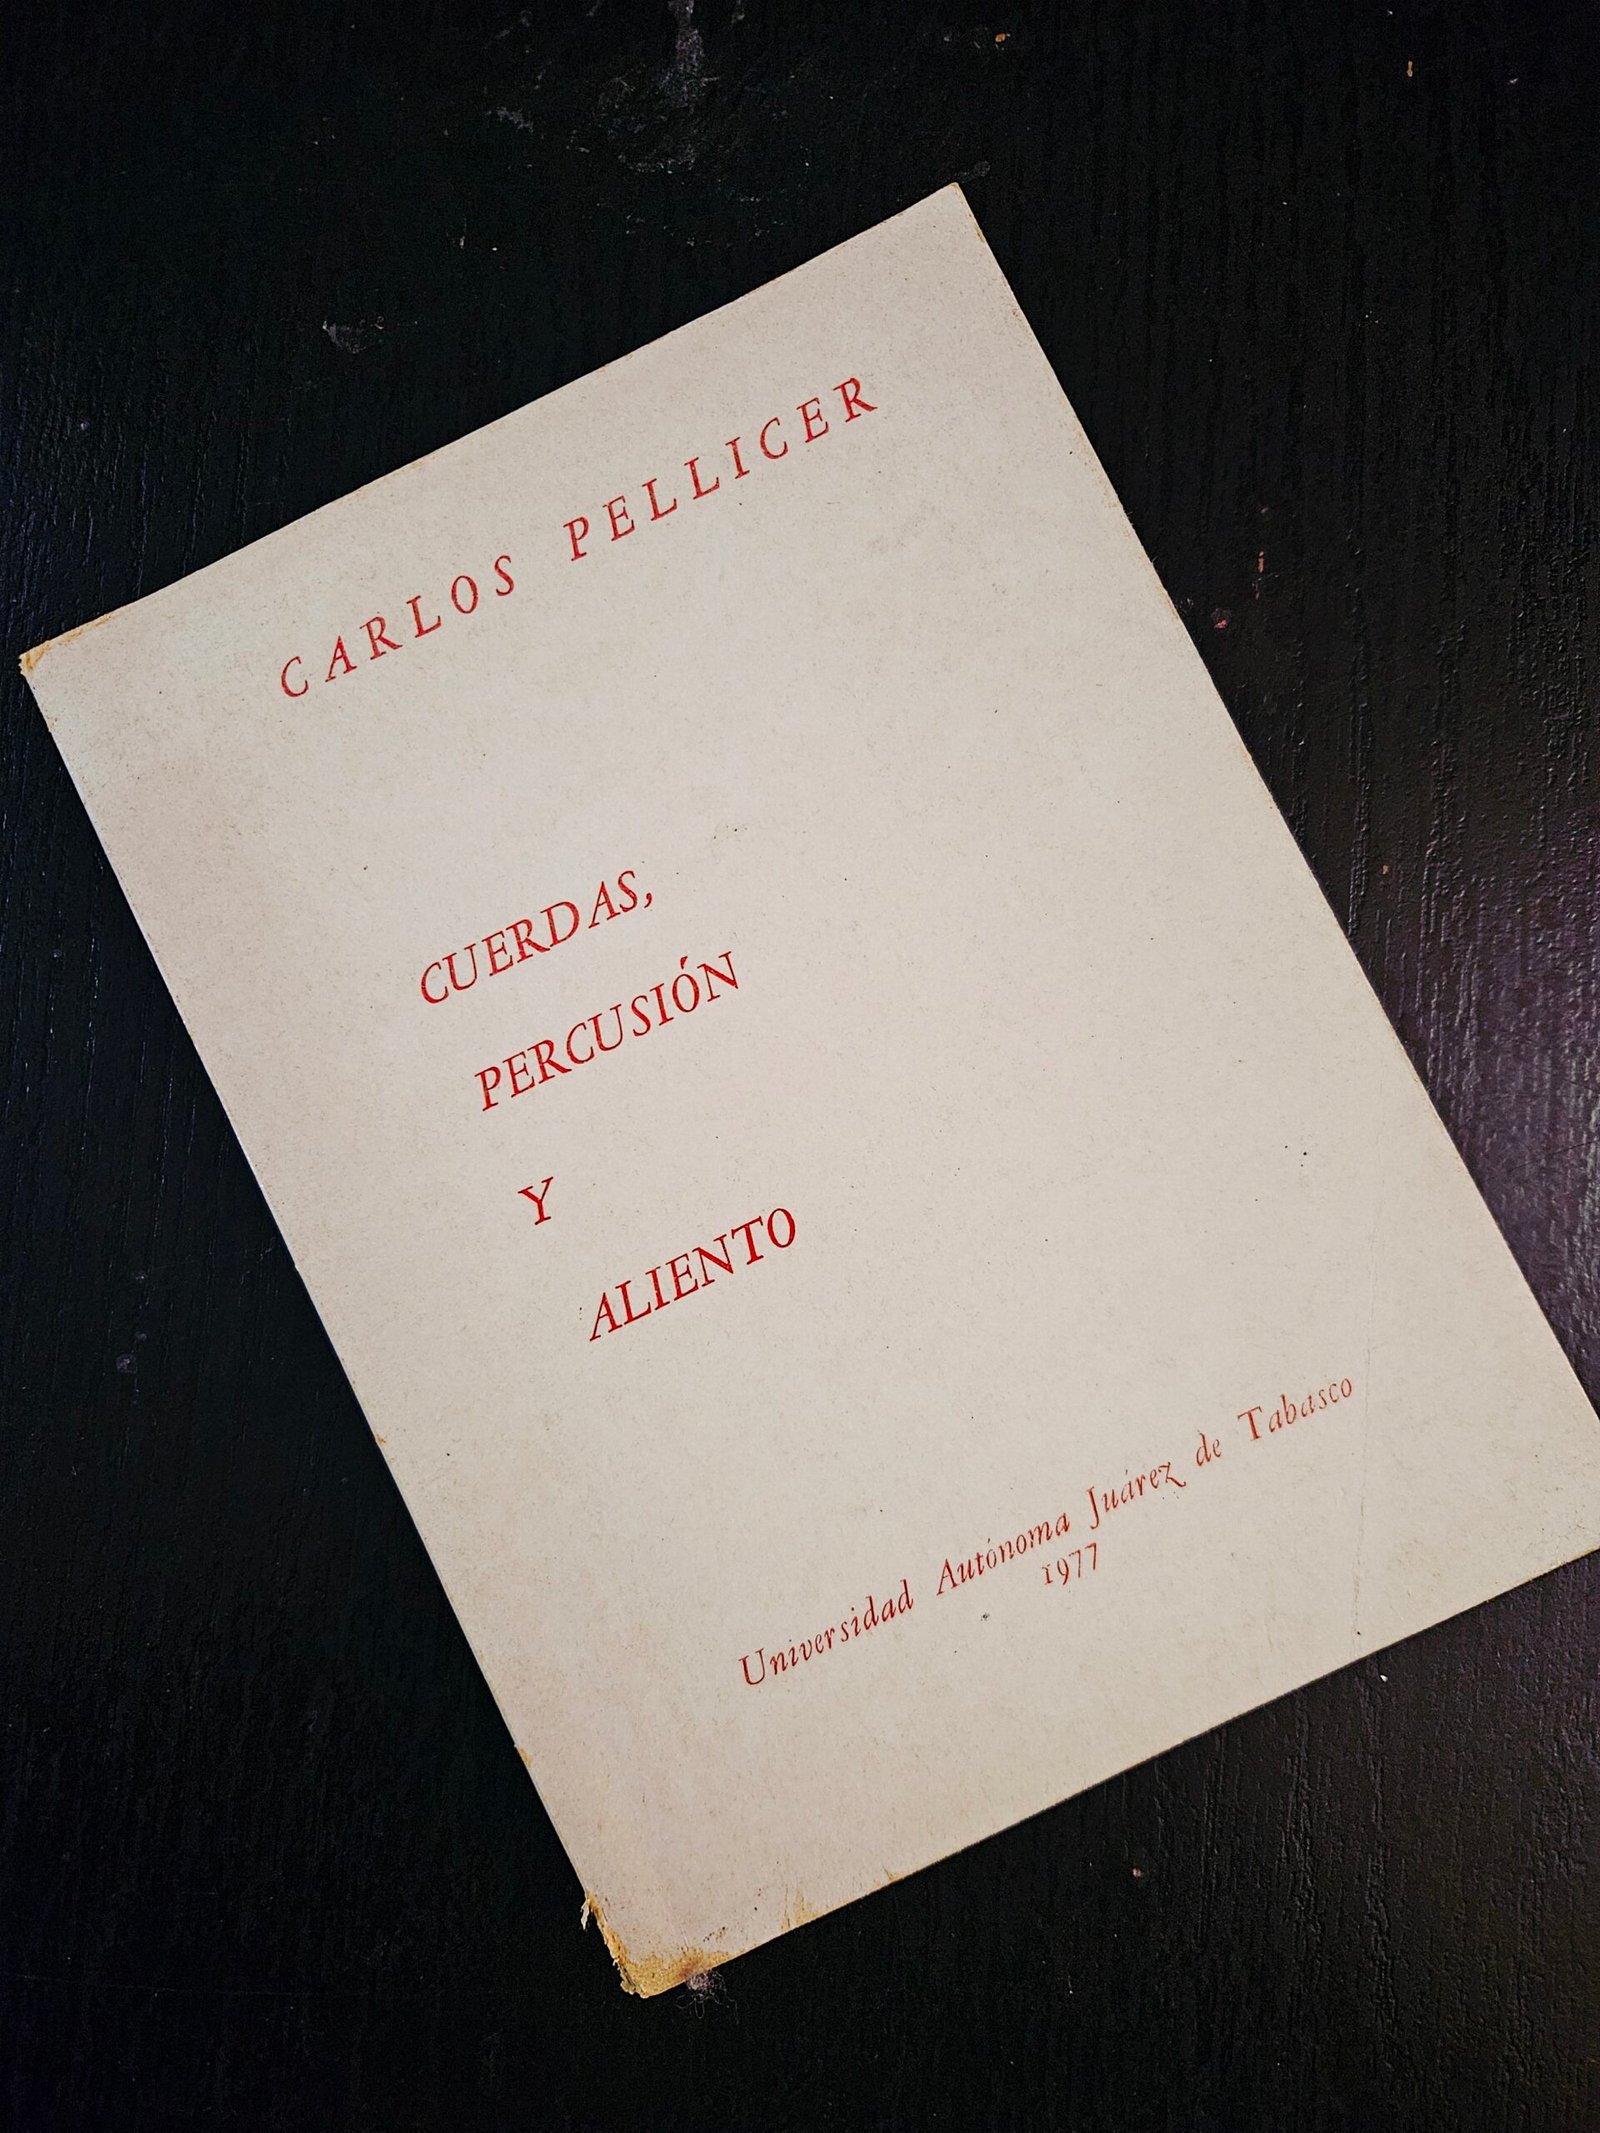 CARLOS PELLICER
CUERDAS,
PERCUSIÓN
Y
ALIENTO
Universidad Autónoma Juárez de Tabasco
1977